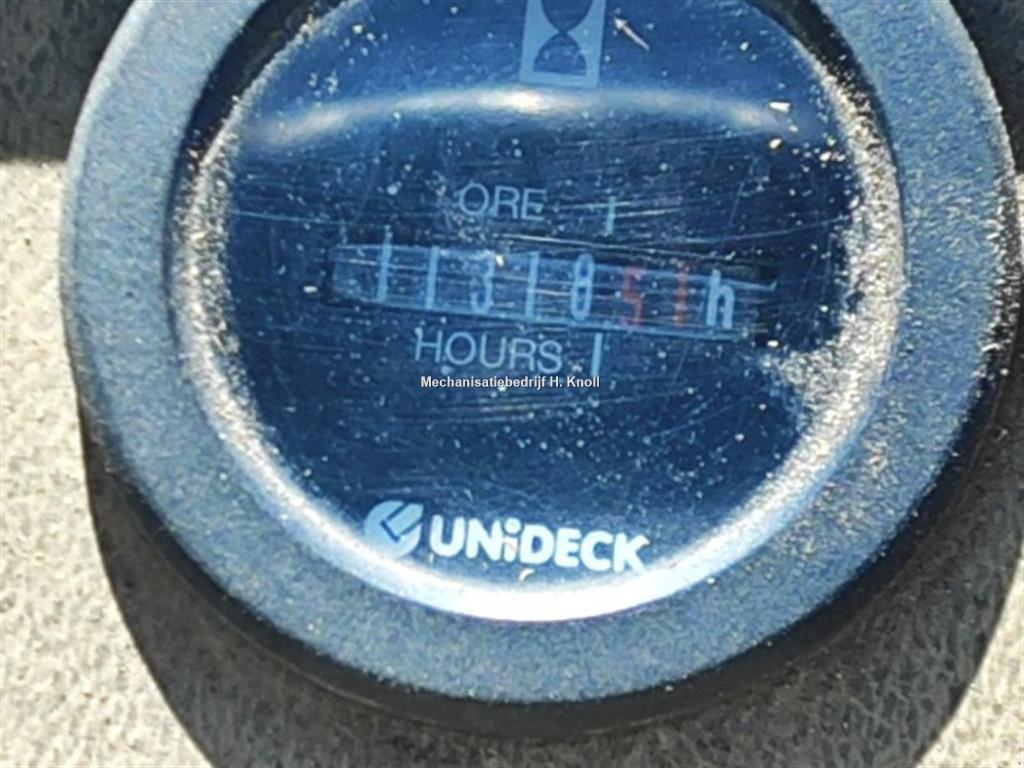 ORE
1131851h
HOURS
Mechanisatiebedrijf H. Knoll
UNiDECK